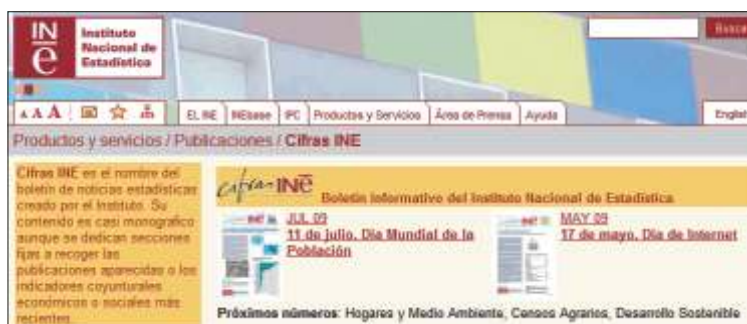 INe
Instituto
Nacional de
Estadística
Buscar
A A A
EL INE
INEbase
IPC
Productos y Servicios
Área de Prensa
Ayuda
English
Productos y servicios / Publicaciones / Cifras INE
Cifras INE es el nombre del
boletín de noticias estadísticas
creado por el Instituto. Su
contenido es casi monografico
aunque se dedican secciones
fijas a recoger las
publicaciones aparecidas o los
indicadores coyunturales
económicos o sociales más
recientes.
cifras INE
Boletín Informativo del Instituto Nacional de Estadística
JUL 09
11 de julio. Día Mundial de la
Población
MAY 09
17 de mayo, Día de Internet
Próximos números: Hogares y Medio Ambiente, Censos Agrarios, Desarrollo Sostenible